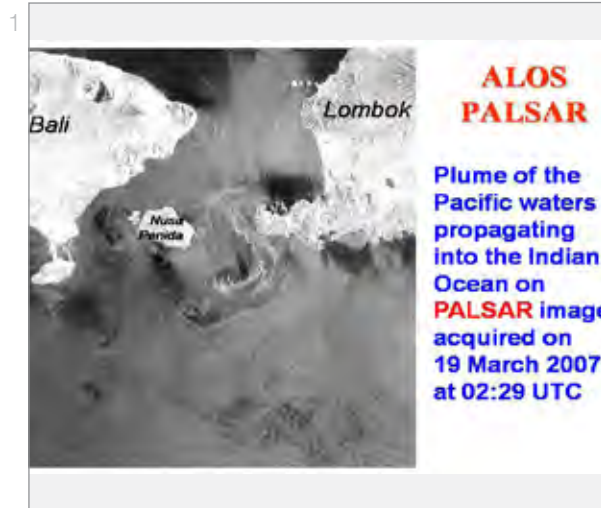 1
Bali
Lombok
Nusa
Penida
ALOS
PALSAR
Plume of the
Pacific waters
propagating
into the Indian
Ocean on
PALSAR image
acquired on
19 March 2007
at 02:29 UTC